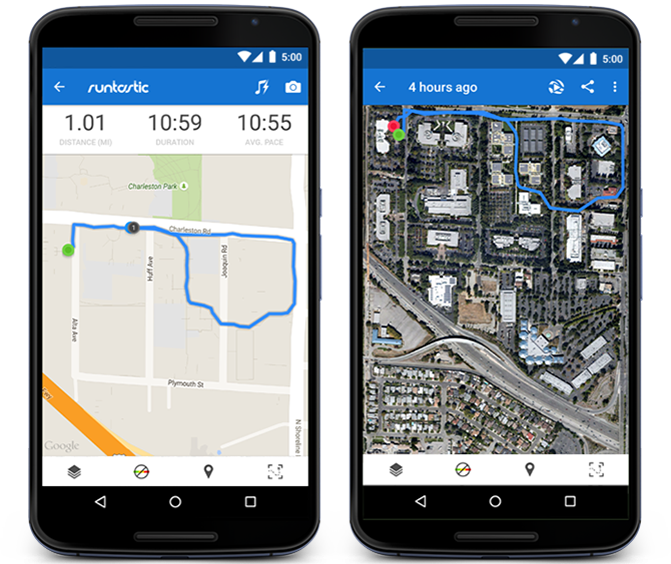 5:00
runtastic
1.01
10:59
10:55
DISTANCE (MI)
DURATION
AVG. PACE
Charleston Park
Charleston Rd
1
Huff Ave
Joaquin Rd
Alta Ave
Plymouth St
N Shoreline
Google
5:00
4 hours ago